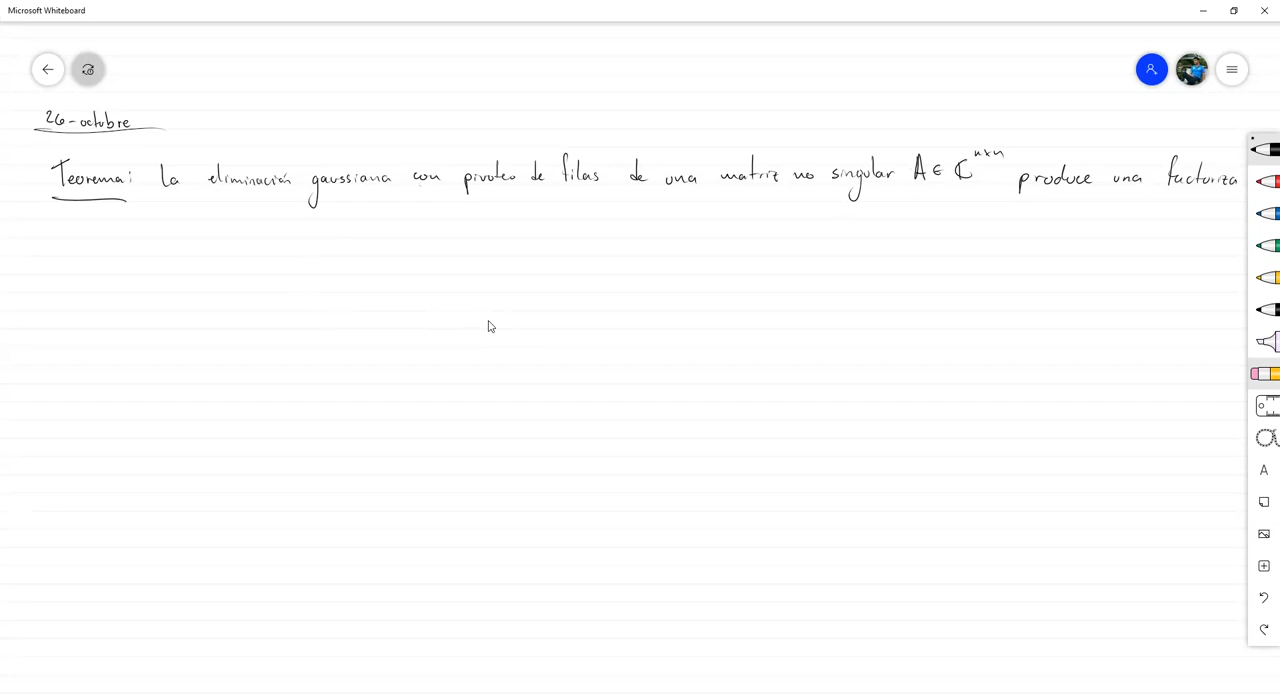 Microsoft Whiteboard
26-octubre
Teorema: La eliminación gaussiana con pivoteo de filas de una matriz no singular A ∈ ℂⁿˣⁿ produce una factoriza
A